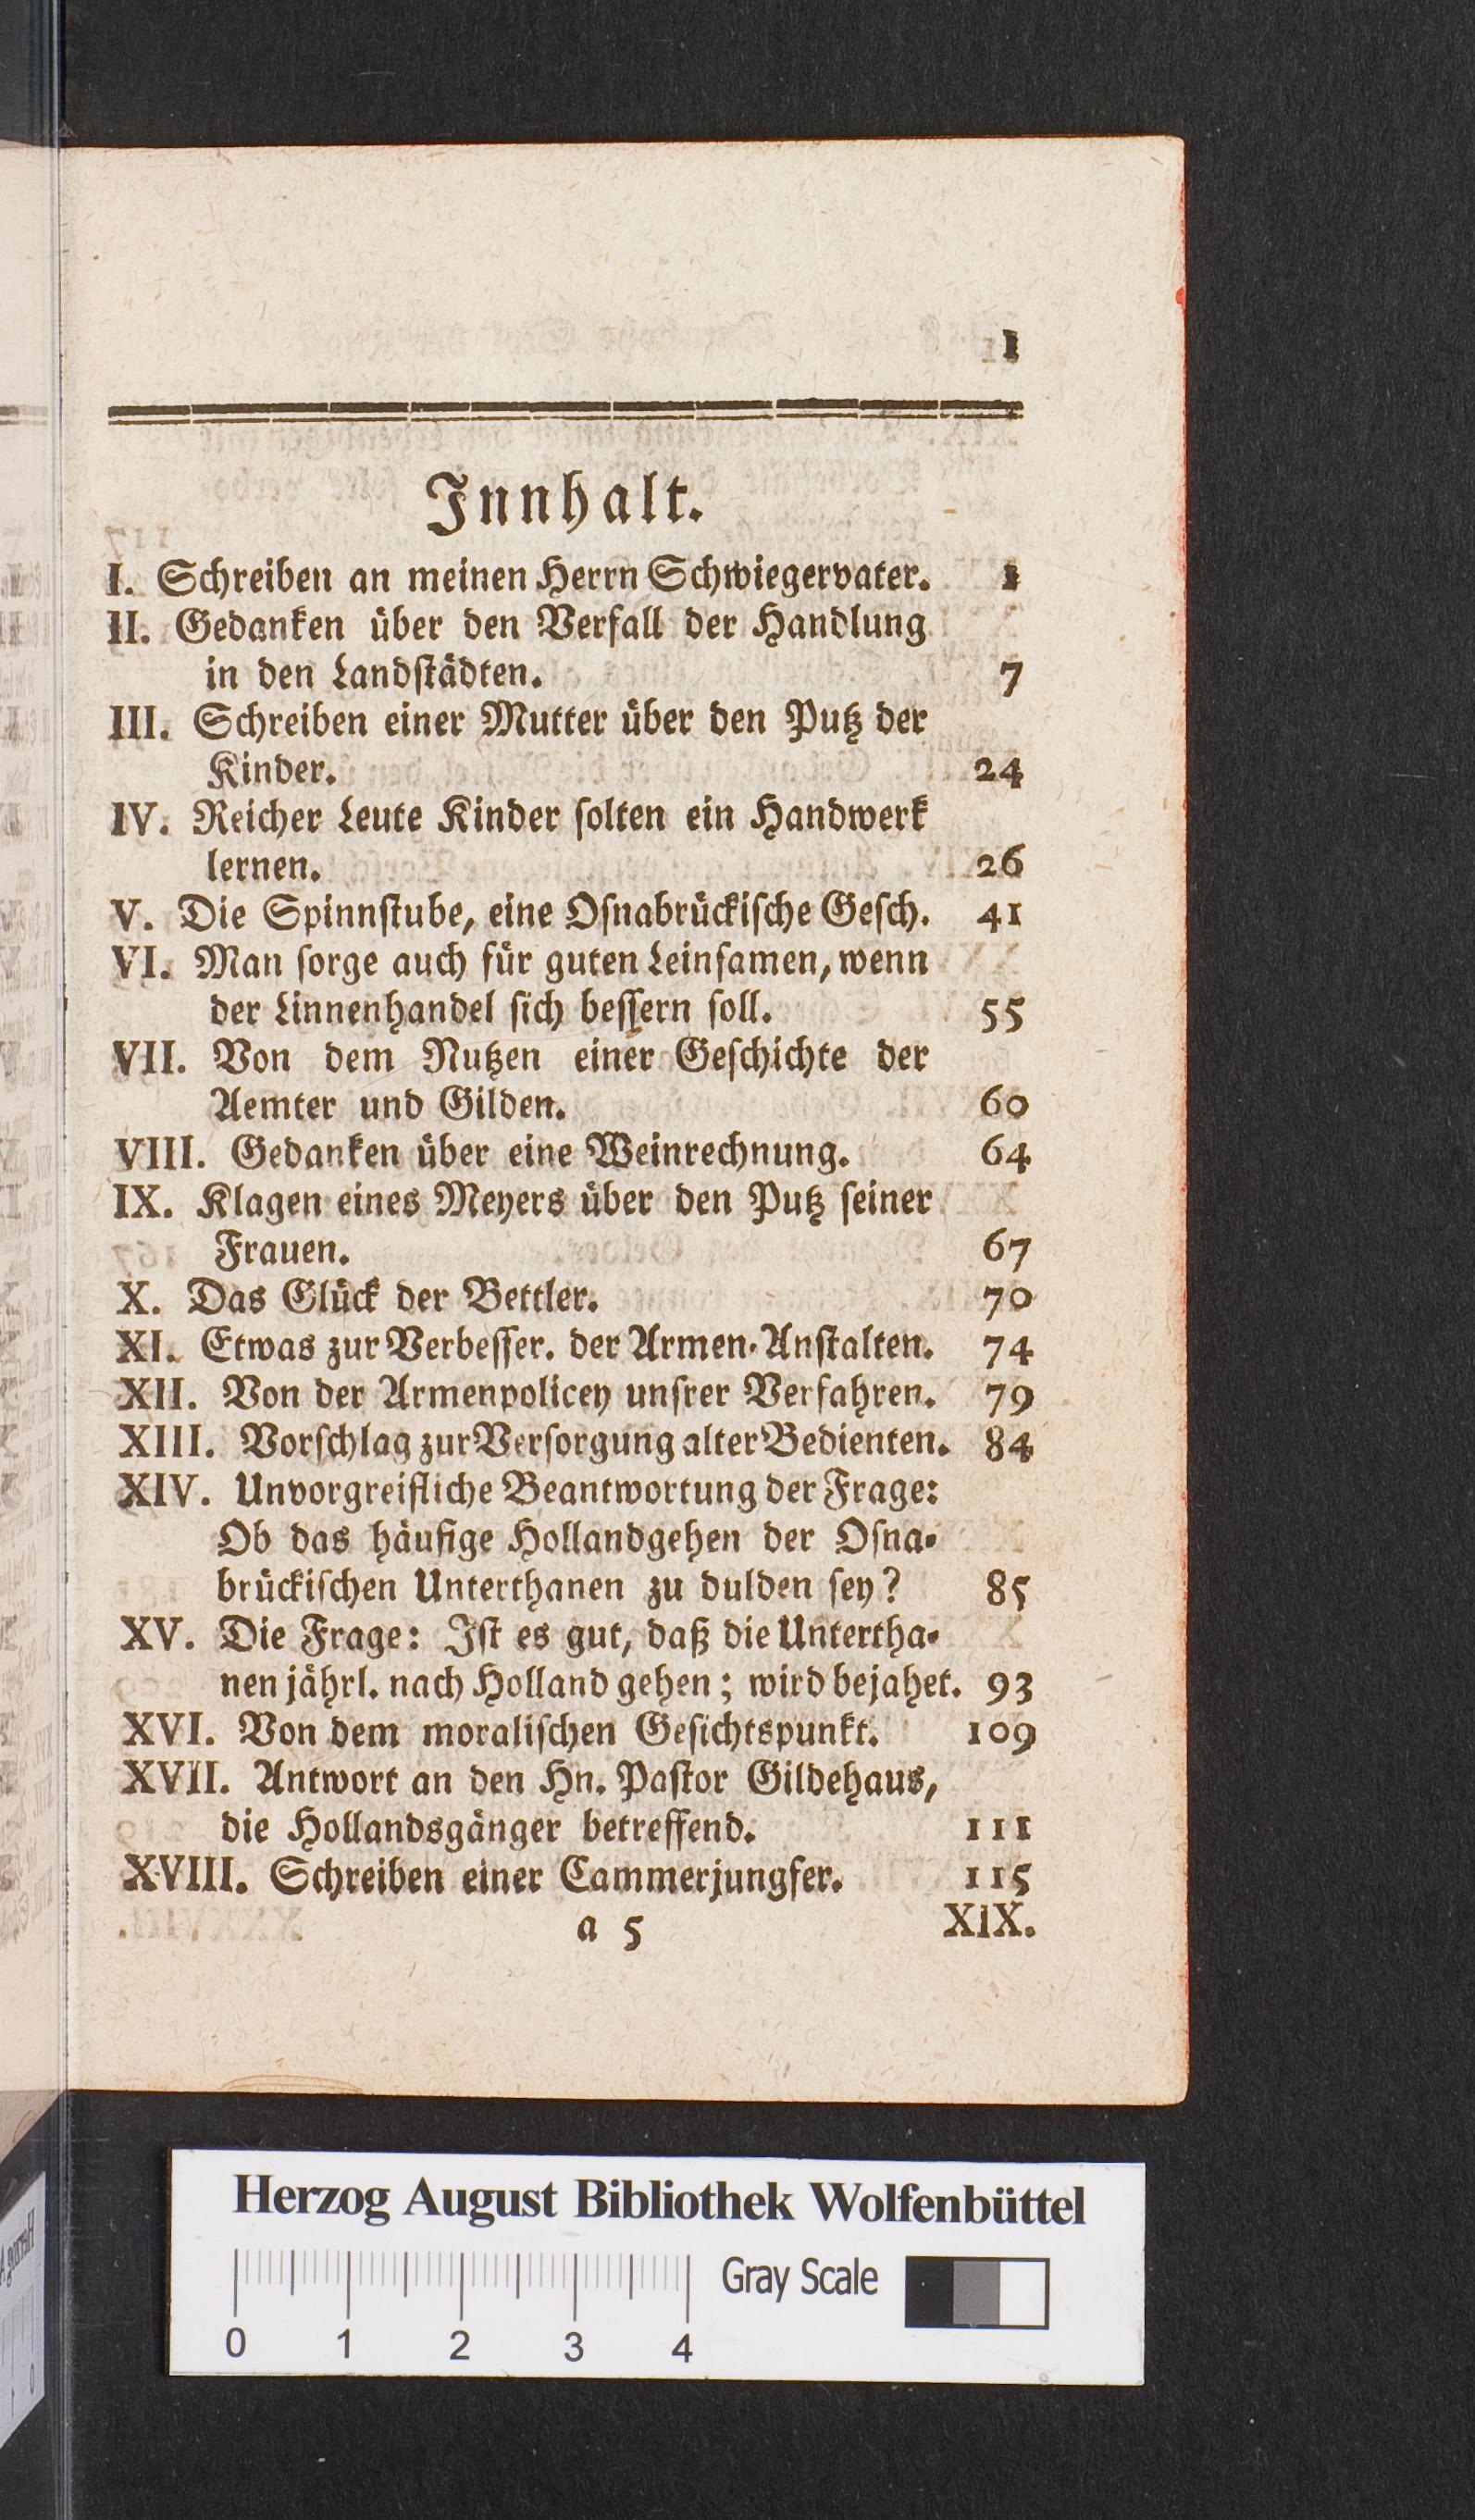 1
Innhalt.
I. Schreiben an meinen Herrn Schwiegervater. 1
II. Gedanken über den Verfall der Handlung
in den Landſtädten. 7
III. Schreiben einer Mutter über den Putz der
Kinder. 24
IV. Reicher Leute Kinder ſolten ein Handwerk
lernen. 26
V. Die Spinnſtube, eine Oſnabrückiſche Geſch. 41
VI. Man ſorge auch für guten Leinſamen, wenn
der Linnenhandel ſich beſſern ſoll. 55
VII. Von dem Nutzen einer Geſchichte der
Aemter und Gilden. 60
VIII. Gedanken über eine Weinrechnung. 64
IX. Klagen eines Meyers über den Putz ſeiner
Frauen. 67
X. Das Glück der Bettler. 70
XI. Etwas zur Verbeſſer. der Armen-Anſtalten. 74
XII. Von der Armenpolicey unſrer Verfahren. 79
XIII. Vorſchlag zur Verſorgung alter Bedienten. 84
XIV. Unvorgreifliche Beantwortung der Frage:
Ob das häufige Hollandgehen der Oſna-
brückiſchen Unterthanen zu dulden ſey? 85
XV. Die Frage: Iſt es gut, daß die Untertha-
nen jährl. nach Holland gehen; wird bejahet. 93
XVI. Von dem moraliſchen Geſichtspunkt. 109
XVII. Antwort an den Hn. Paſtor Gildehaus,
die Hollandsgänger betreffend. 111
XVIII. Schreiben einer Cammerjungfer. 115
a 5 XIX.
Herzog August Bibliothek Wolfenbüttel
Gray Scale
0 1 2 3 4